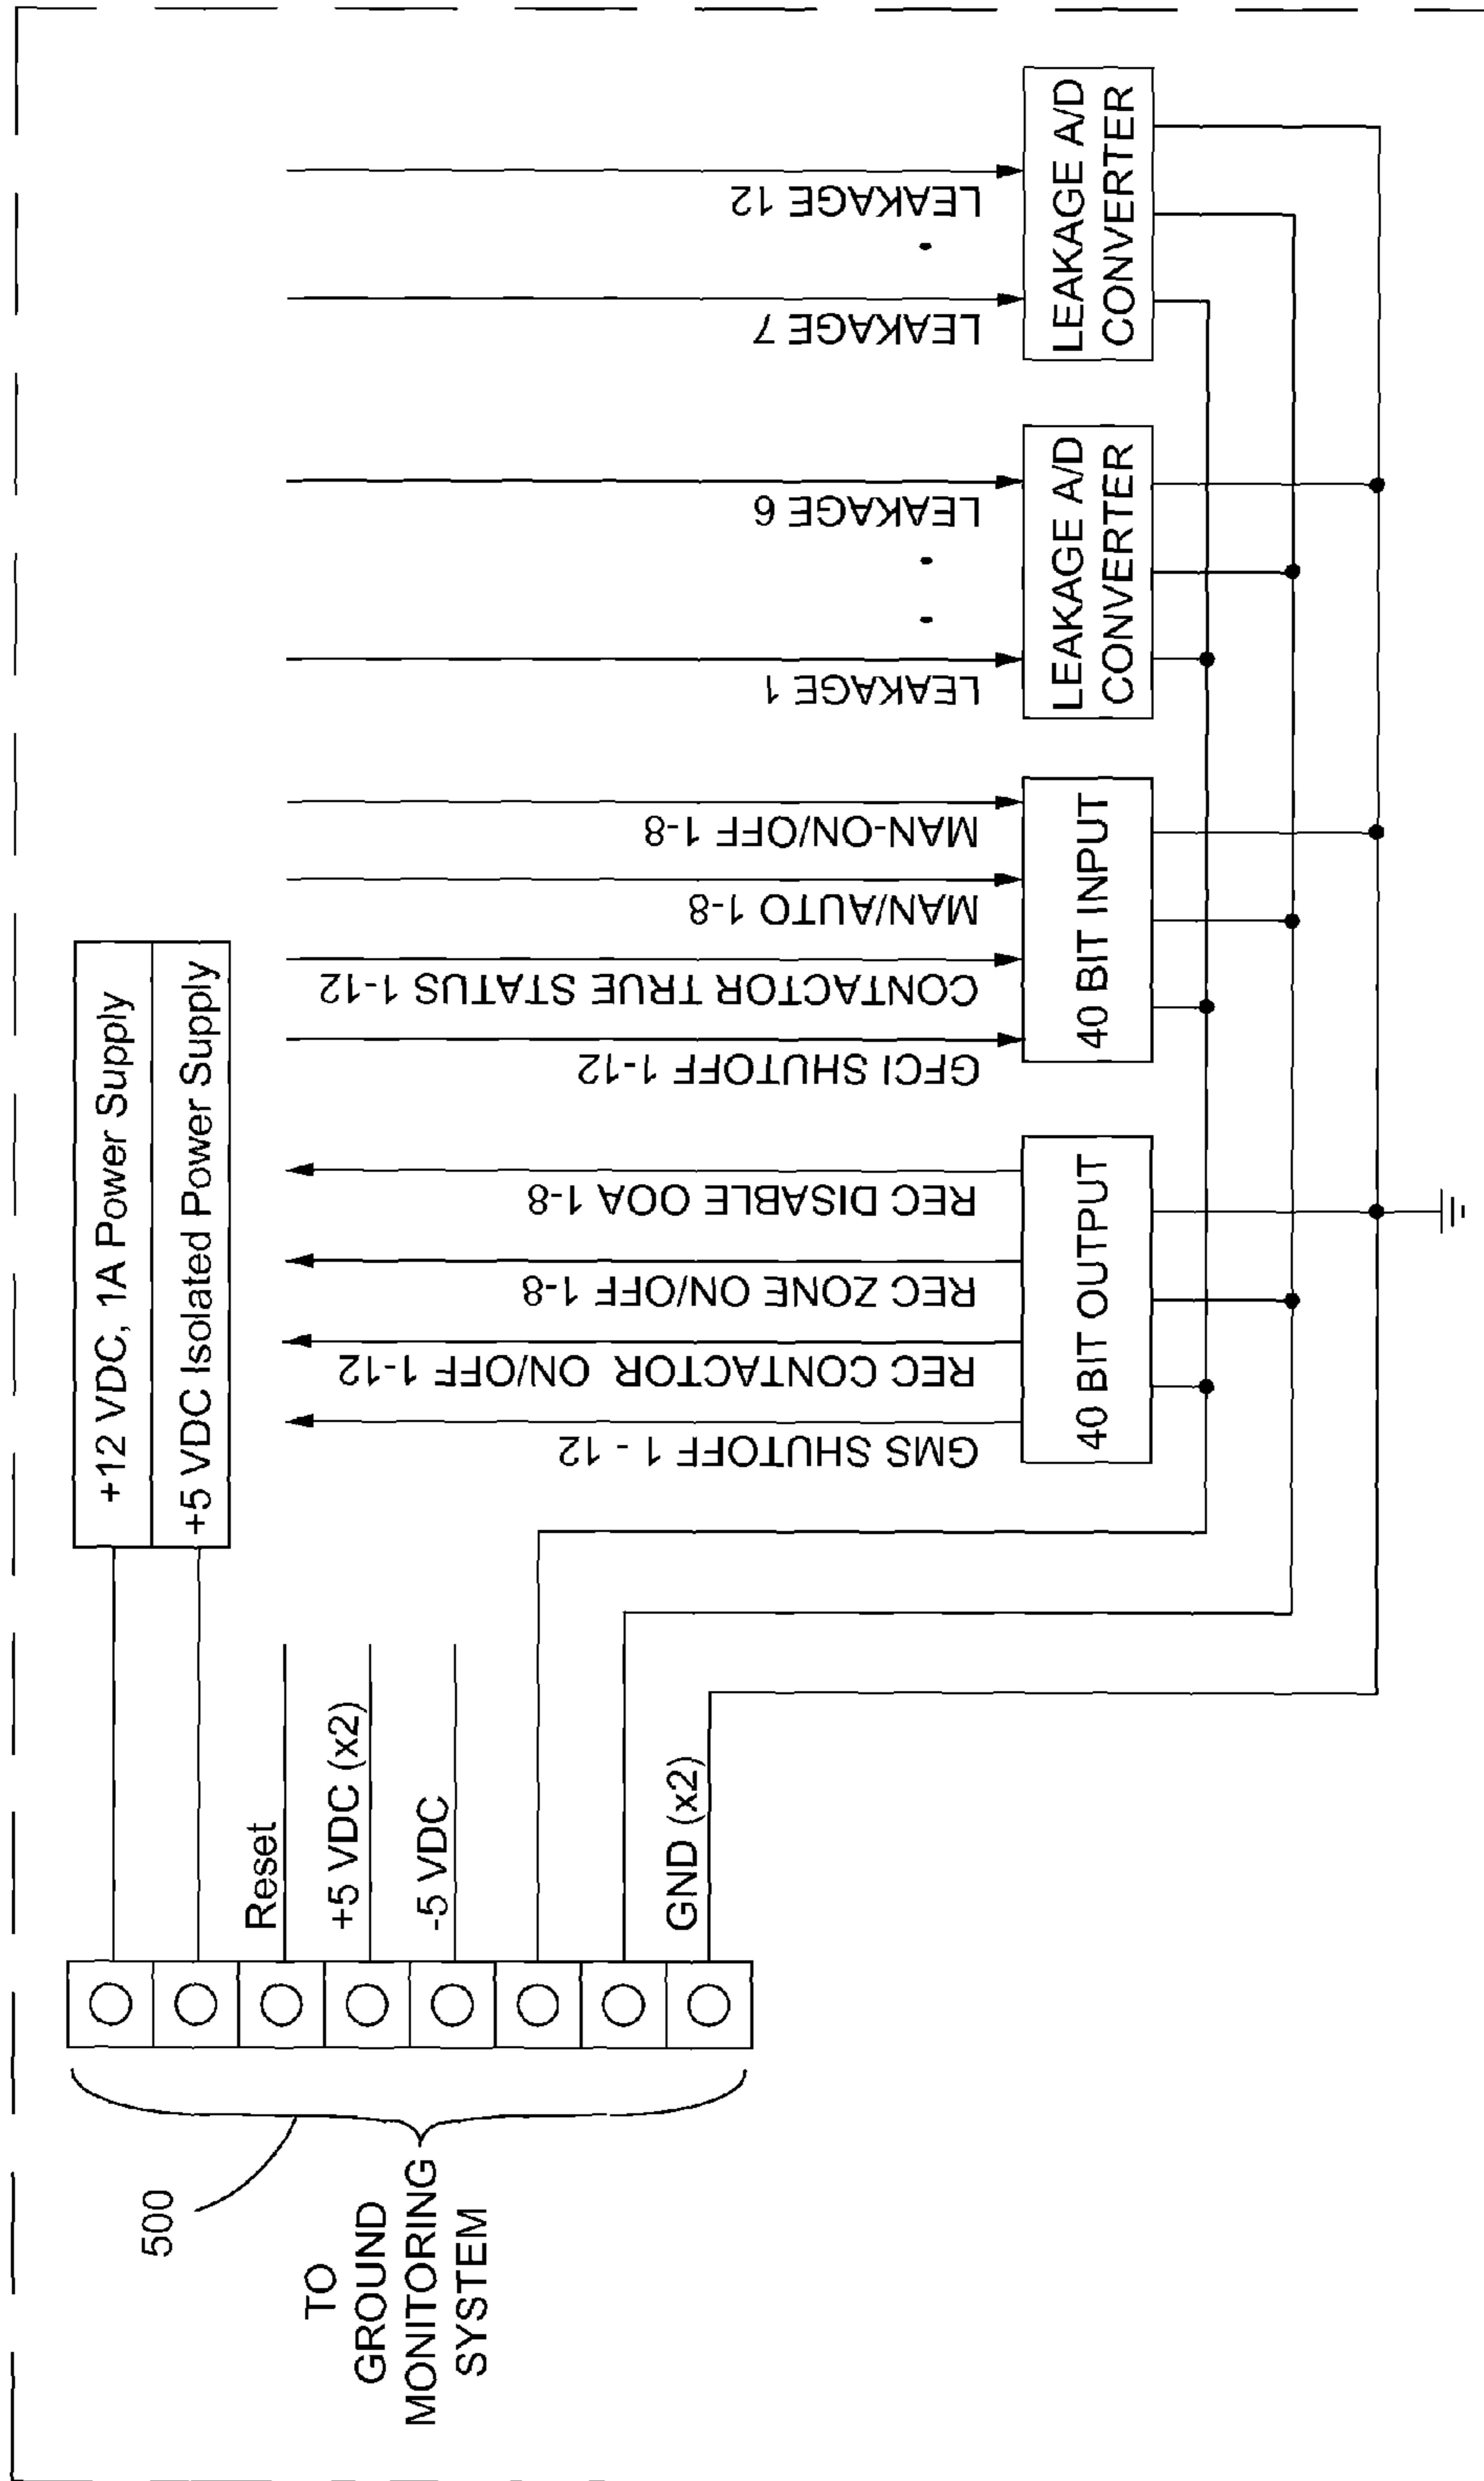 +12 VDC, 1A Power Supply
+5 VDC Isolated Power Supply
500
TO
GROUND
MONITORING
SYSTEM
Reset
+5 VDC (x2)
-5 VDC
GND (x2)
GMS SHUTOFF 1 - 12
REC CONTACTOR ON/OFF 1-12
REC ZONE ON/OFF 1-8
REC DISABLE OOA 1-8
GFCI SHUTOFF 1-12
CONTACTOR TRUE STATUS 1-12
MAN/AUTO 1-8
MAN-ON/OFF 1-8
LEAKAGE 1
LEAKAGE 6
LEAKAGE 7
LEAKAGE 12
40 BIT OUTPUT
40 BIT INPUT
LEAKAGE A/D
CONVERTER
LEAKAGE A/D
CONVERTER